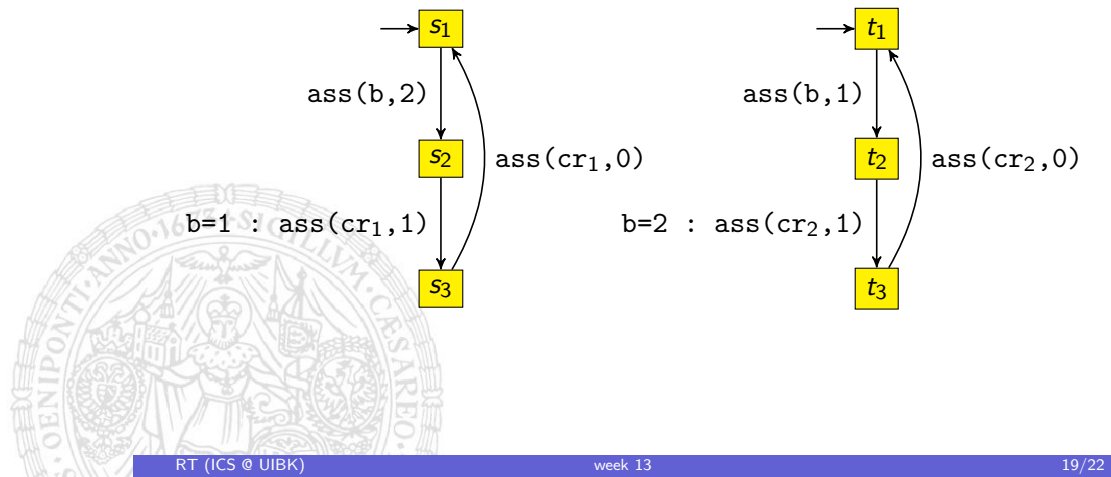 s1 t1
ass(b,2) ass(b,1)
s2 ass(cr1,0) t2 ass(cr2,0)
b=1 : ass(cr1,1) b=2 : ass(cr2,1)
s3 t3
RT (ICS @ UIBK) week 13 19/22